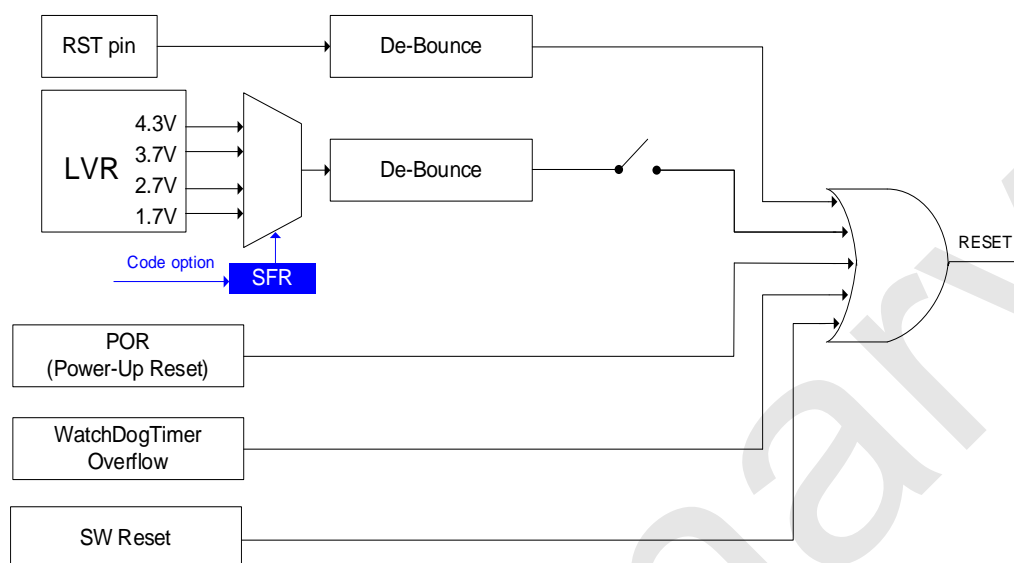 RST pin
De-Bounce
LVR
4.3V
3.7V
2.7V
1.7V
De-Bounce
Code option
SFR
RESET
POR
(Power-Up Reset)
WatchDogTimer
Overflow
SW Reset